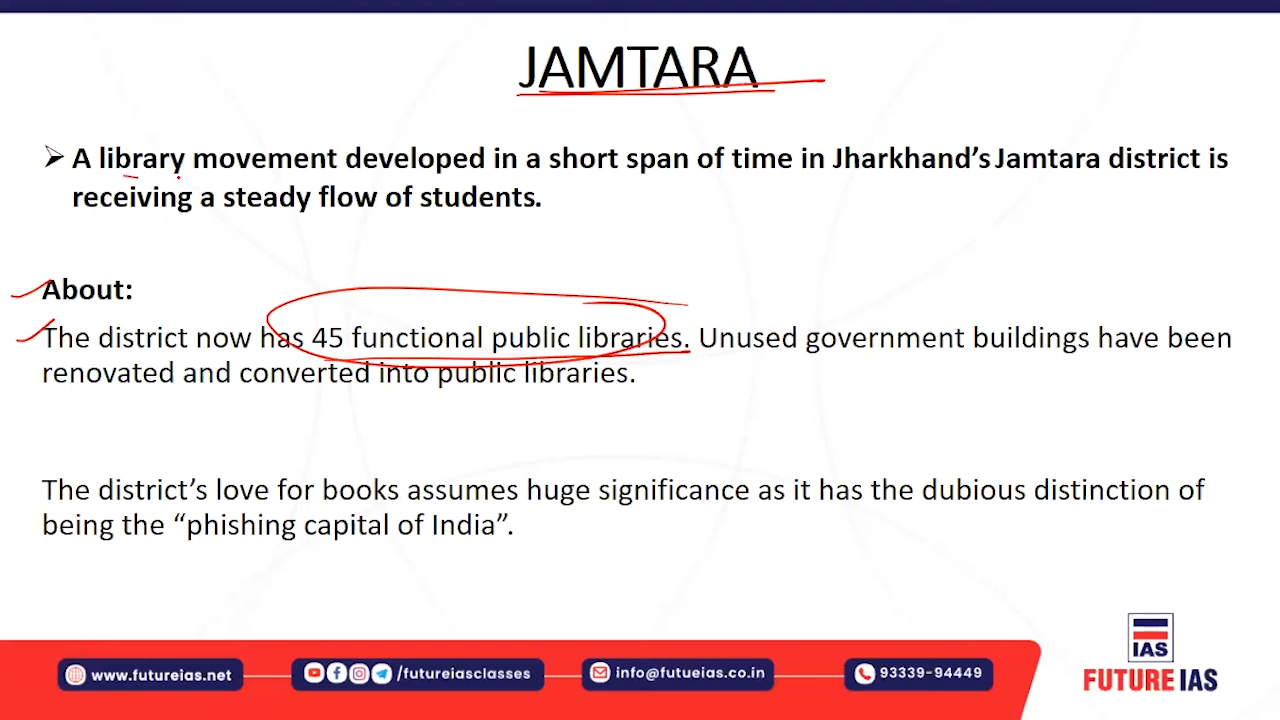 JAMTARA
A library movement developed in a short span of time in Jharkhand’s Jamtara district is
receiving a steady flow of students.
About:
The district now has 45 functional public libraries. Unused government buildings have been
renovated and converted into public libraries.
The district’s love for books assumes huge significance as it has the dubious distinction of
being the “phishing capital of India”.
IAS
FUTURE IAS
www.futureias.net
/futureiasclasses
info@futueias.co.in
93339-94449